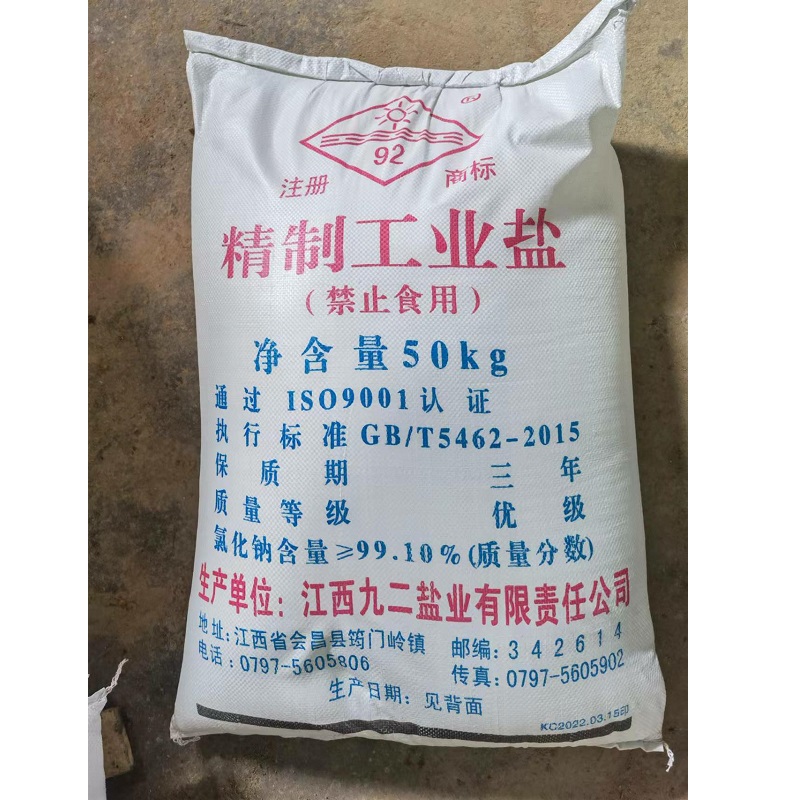 ®
92
注册 商标
精制工业盐
(禁止食用)
净含量50kg
通过 ISO9001认 证
执行标准GB/T5462-2015
保质期 三年
质量等级 优级
氯化钠含量≥99.10%(质量分数)
生产单位：江西九二盐业有限责任公司
地址：江西省会昌县筠门岭镇 邮编：342614
电话：0797-5605806 传真：0797-5605902
生产日期：见背面
KC2022.03.15印